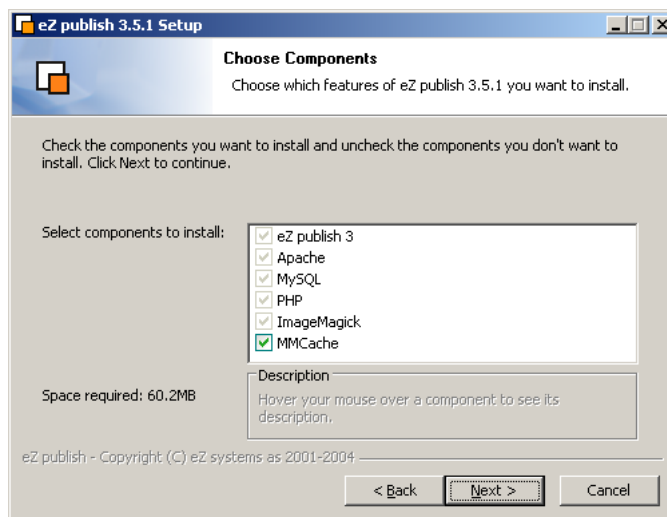 eZ publish 3.5.1 Setup
Choose Components
Choose which features of eZ publish 3.5.1 you want to install.
Check the components you want to install and uncheck the components you don't want to
install. Click Next to continue.
Select components to install:
eZ publish 3
Apache
MySQL
PHP
ImageMagick
MMCache
Space required: 60.2MB
Description
Hover your mouse over a component to see its
description.
eZ publish - Copyright (C) eZ systems as 2001-2004
< Back
Next >
Cancel